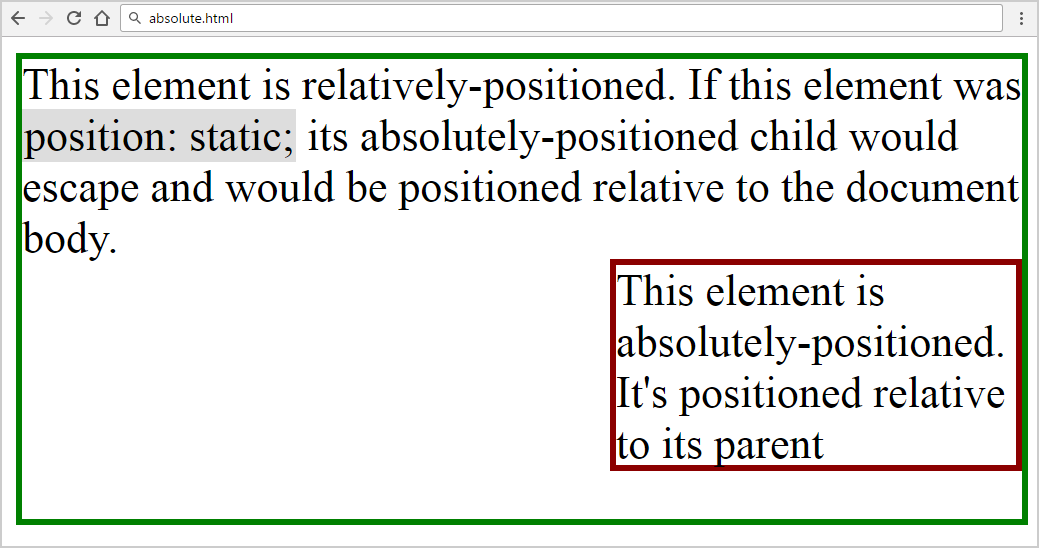 absolute.html
This element is relatively-positioned. If this element was
position: static; its absolutely-positioned child would
escape and would be positioned relative to the document
body.
This element is
absolutely-positioned.
It's positioned relative
to its parent